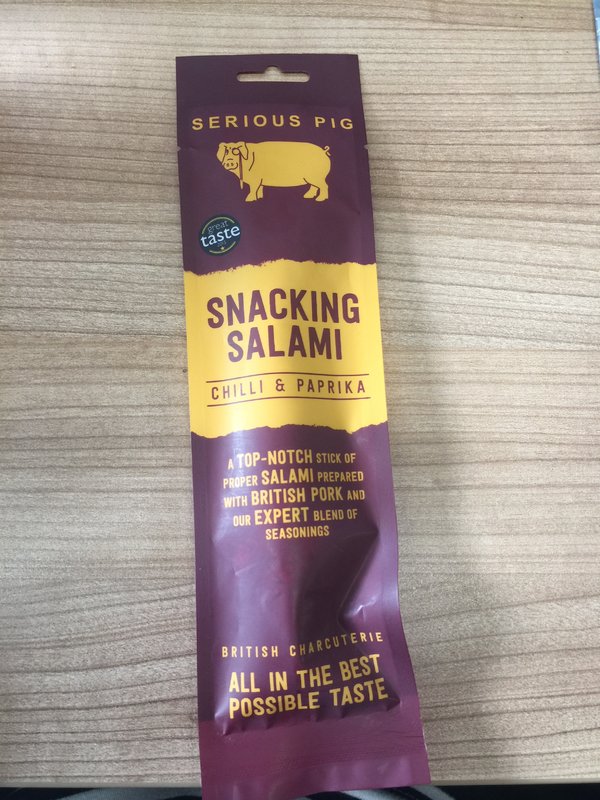 SERIOUS PIG
great
taste
SNACKING
SALAMI
CHILLI & PAPRIKA
A TOP-NOTCH STICK OF
PROPER SALAMI PREPARED
WITH BRITISH PORK AND
OUR EXPERT BLEND OF
SEASONINGS
BRITISH CHARCUTERIE
ALL IN THE BEST
POSSIBLE TASTE